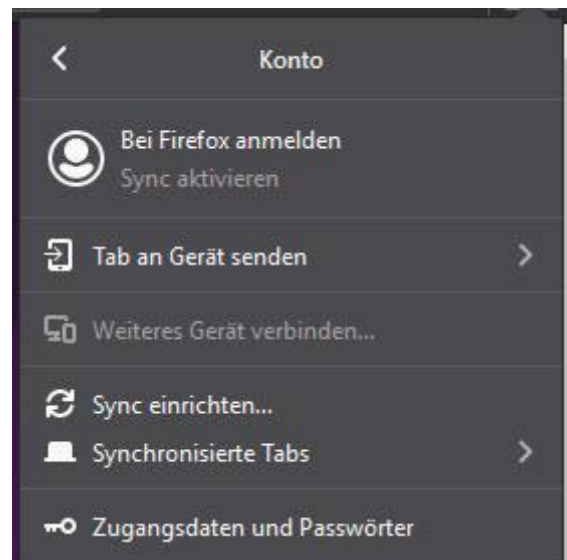 Konto
Bei Firefox anmelden
Sync aktivieren
Tab an Gerät senden
Weiteres Gerät verbinden...
Sync einrichten...
Synchronisierte Tabs
Zugangsdaten und Passwörter